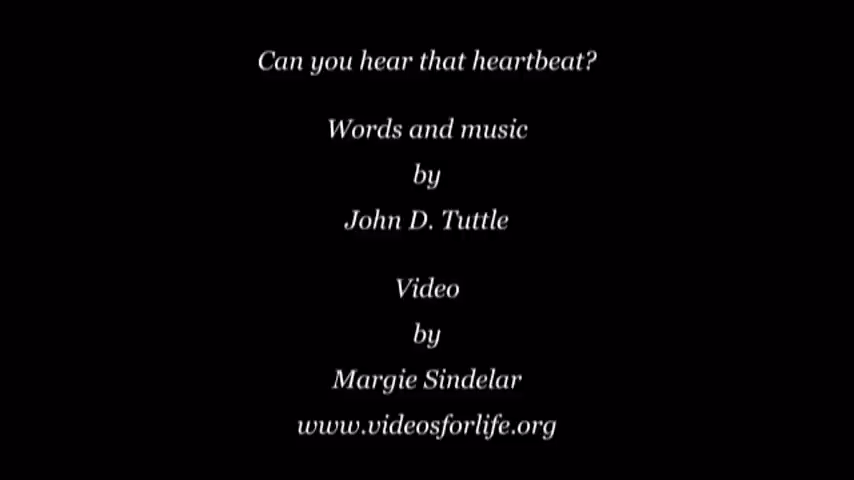 Can you hear that heartbeat?
Words and music
by
John D. Tuttle
Video
by
Margie Sindelar
www.videosforlife.org